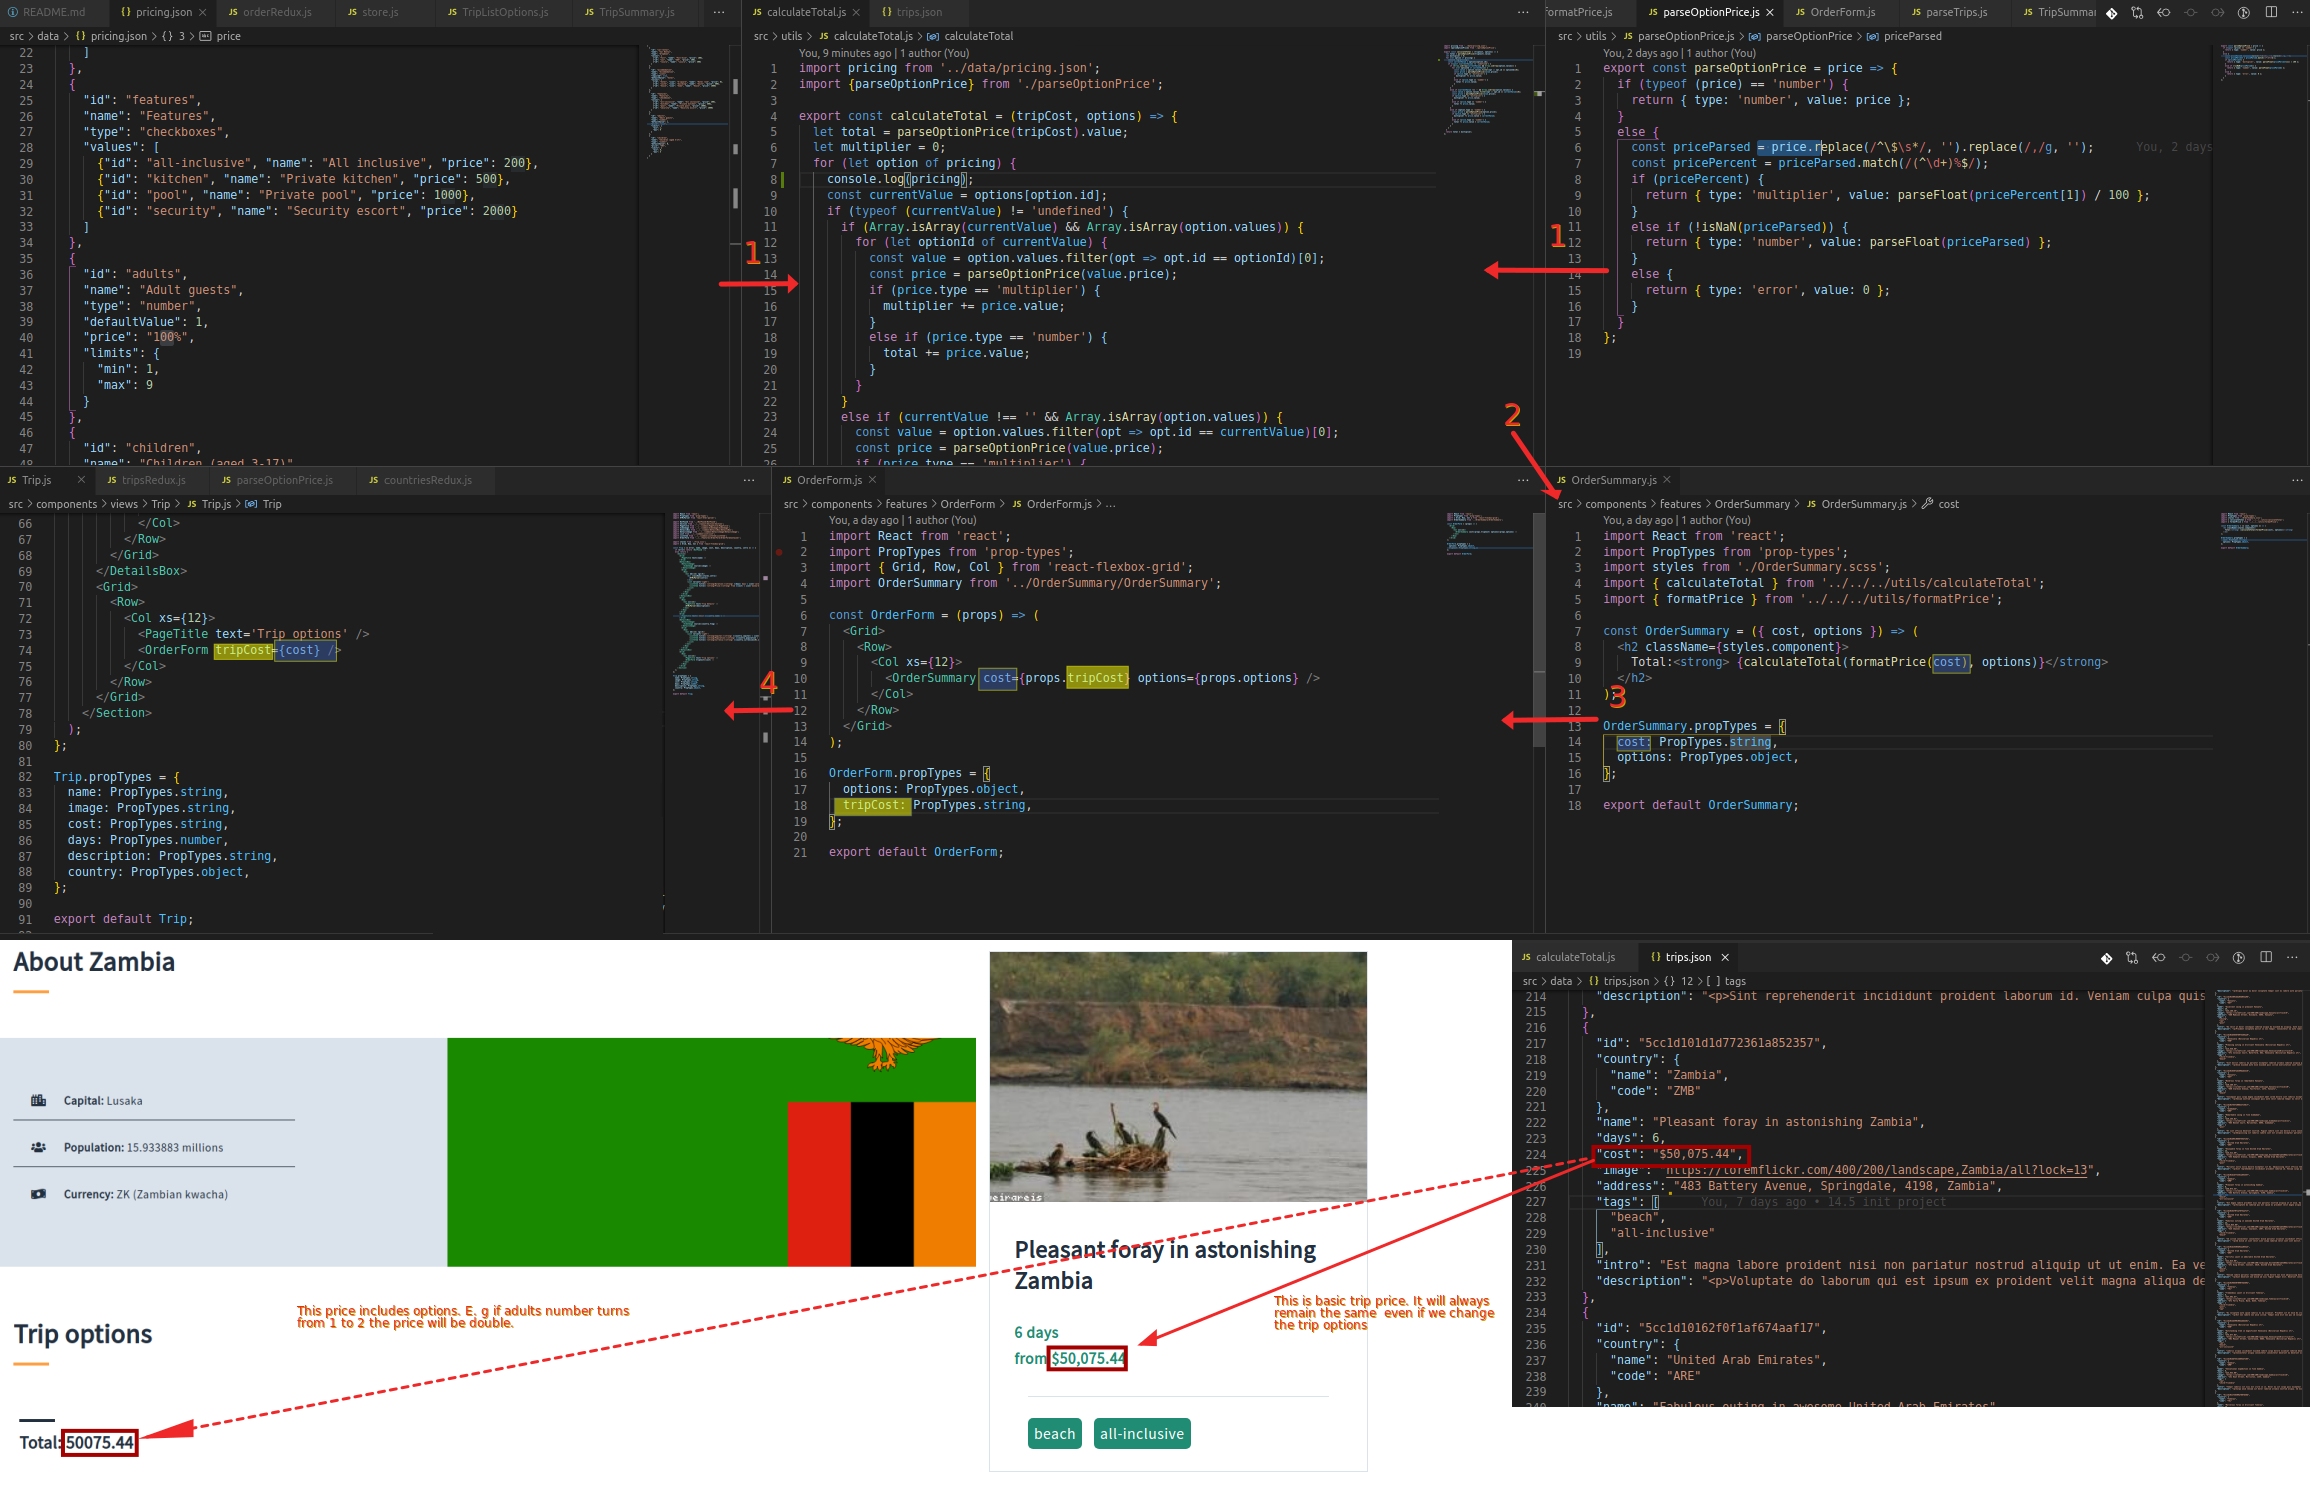 README.md
pricing.json
orderRedux.js
store.js
TripListOptions.js
TripSummary.js
src > data > {} pricing.json > {} 3 > price
22 ]
23 },
24 {
25 "id": "features",
26 "name": "Features",
27 "type": "checkboxes",
28 "values": [
29 {"id": "all-inclusive", "name": "All inclusive", "price": 200},
30 {"id": "kitchen", "name": "Private kitchen", "price": 500},
31 {"id": "pool", "name": "Private pool", "price": 1000},
32 {"id": "security", "name": "Security escort", "price": 2000}
33 ]
34 },
35 {
36 "id": "adults",
37 "name": "Adult guests",
38 "type": "number",
39 "defaultValue": 1,
40 "price": "100%",
41 "limits": {
42 "min": 1,
43 "max": 9
44 }
45 },
46 {
47 "id": "children",
48 "name": "Children (aged 3-17)"
calculateTotal.js
trips.json
src > utils > JS calculateTotal.js > calculateTotal
You, 9 minutes ago | 1 author (You)
1 import pricing from '../data/pricing.json';
2 import {parseOptionPrice} from './parseOptionPrice';
3
4 export const calculateTotal = (tripCost, options) => {
5 let total = parseOptionPrice(tripCost).value;
6 let multiplier = 0;
7 for (let option of pricing) {
8 console.log(pricing);
9 const currentValue = options[option.id];
10 if (typeof (currentValue) != 'undefined') {
11 if (Array.isArray(currentValue) && Array.isArray(option.values)) {
12 for (let optionId of currentValue) {
13 const value = option.values.filter(opt => opt.id == optionId)[0];
14 const price = parseOptionPrice(value.price);
15 if (price.type == 'multiplier') {
16 multiplier += price.value;
17 }
18 else if (price.type == 'number') {
19 total += price.value;
20 }
21 }
22 }
23 else if (currentValue !== '' && Array.isArray(option.values)) {
24 const value = option.values.filter(opt => opt.id == currentValue)[0];
25 const price = parseOptionPrice(value.price);
26 if (price.type == 'multiplier') {
1
formatPrice.js
parseOptionPrice.js
OrderForm.js
parseTrips.js
TripSummar
src > utils > JS parseOptionPrice.js > parseOptionPrice > priceParsed
You, 2 days ago | 1 author (You)
1 export const parseOptionPrice = price => {
2 if (typeof (price) == 'number') {
3 return { type: 'number', value: price };
4 }
5 else {
6 const priceParsed = price.replace(/^\$\s*/, '').replace(/,/g, ''); You, 2 days
7 const pricePercent = priceParsed.match(/(^\d+)%$/);
8 if (pricePercent) {
9 return { type: 'multiplier', value: parseFloat(pricePercent[1]) / 100 };
10 }
11 else if (!isNaN(priceParsed)) {
12 return { type: 'number', value: parseFloat(priceParsed) };
13 }
14 else {
15 return { type: 'error', value: 0 };
16 }
17 }
18 };
19
1
2
Trip.js
tripsRedux.js
parseOptionPrice.js
countriesRedux.js
src > components > views > Trip > JS Trip.js > Trip
66 </Col>
67 </Row>
68 </Grid>
69 </DetailsBox>
70 <Grid>
71 <Row>
72 <Col xs={12}>
73 <PageTitle text='Trip options' />
74 <OrderForm tripCost={cost} />
75 </Col>
76 </Row>
77 </Grid>
78 </Section>
79 );
80 };
81
82 Trip.propTypes = {
83 name: PropTypes.string,
84 image: PropTypes.string,
85 cost: PropTypes.string,
86 days: PropTypes.number,
87 description: PropTypes.string,
88 country: PropTypes.object,
89 };
90
91 export default Trip;
4
OrderForm.js
src > components > features > OrderForm > JS OrderForm.js > ...
You, a day ago | 1 author (You)
1 import React from 'react';
2 import PropTypes from 'prop-types';
3 import { Grid, Row, Col } from 'react-flexbox-grid';
4 import OrderSummary from '../OrderSummary/OrderSummary';
5
6 const OrderForm = (props) => (
7 <Grid>
8 <Row>
9 <Col xs={12}>
10 <OrderSummary cost={props.tripCost} options={props.options} />
11 </Col>
12 </Row>
13 </Grid>
14 );
15
16 OrderForm.propTypes = {
17 options: PropTypes.object,
18 tripCost: PropTypes.string,
19 };
20
21 export default OrderForm;
OrderSummary.js
src > components > features > OrderSummary > JS OrderSummary.js > cost
You, a day ago | 1 author (You)
1 import React from 'react';
2 import PropTypes from 'prop-types';
3 import styles from './OrderSummary.scss';
4 import { calculateTotal } from '../../../utils/calculateTotal';
5 import { formatPrice } from '../../../utils/formatPrice';
6
7 const OrderSummary = ({ cost, options }) => (
8 <h2 className={styles.component}>
9 Total:<strong> {calculateTotal(formatPrice(cost), options)}</strong>
10 </h2>
11 );
12
13 OrderSummary.propTypes = {
14 cost: PropTypes.string,
15 options: PropTypes.object,
16 };
17
18 export default OrderSummary;
3
About Zambia
Capital: Lusaka
Population: 15.933883 millions
Currency: ZK (Zambian kwacha)
Trip options
This price includes options. E. g if adults number turns
from 1 to 2 the price will be double.
Total: 50075.44
Pleasant foray in astonishing
Zambia
6 days
from $50,075.44
beach
all-inclusive
This is basic trip price. It will always
remain the same even if we change
the trip options
calculateTotal.js
trips.json
src > data > {} trips.json > {} 12 > [ ] tags
214 "description": "<p>Sint reprehenderit incididunt proident laborum id. Veniam culpa quis
215 },
216 {
217 "id": "5cc1d101d1d772361a852357",
218 "country": {
219 "name": "Zambia",
220 "code": "ZMB"
221 },
222 "name": "Pleasant foray in astonishing Zambia",
223 "days": 6,
224 "cost": "$50,075.44",
225 "image": "https://loremflickr.com/400/200/landscape,Zambia/all?lock=13",
226 "address": "483 Battery Avenue, Springdale, 4198, Zambia",
227 "tags": [ You, 7 days ago • 14.5 init project
228 "beach",
229 "all-inclusive"
230 ],
231 "intro": "Est magna labore proident nisi non pariatur nostrud aliquip ut ut enim. Ea ve
232 "description": "<p>Voluptate do laborum qui est ipsum ex proident velit magna aliqua de
233 },
234 {
235 "id": "5cc1d10162f0f1af674aaf17",
236 "country": {
237 "name": "United Arab Emirates",
238 "code": "ARE"
239 },
240 "name": "Fabulous outing in awesome United Arab Emirates"